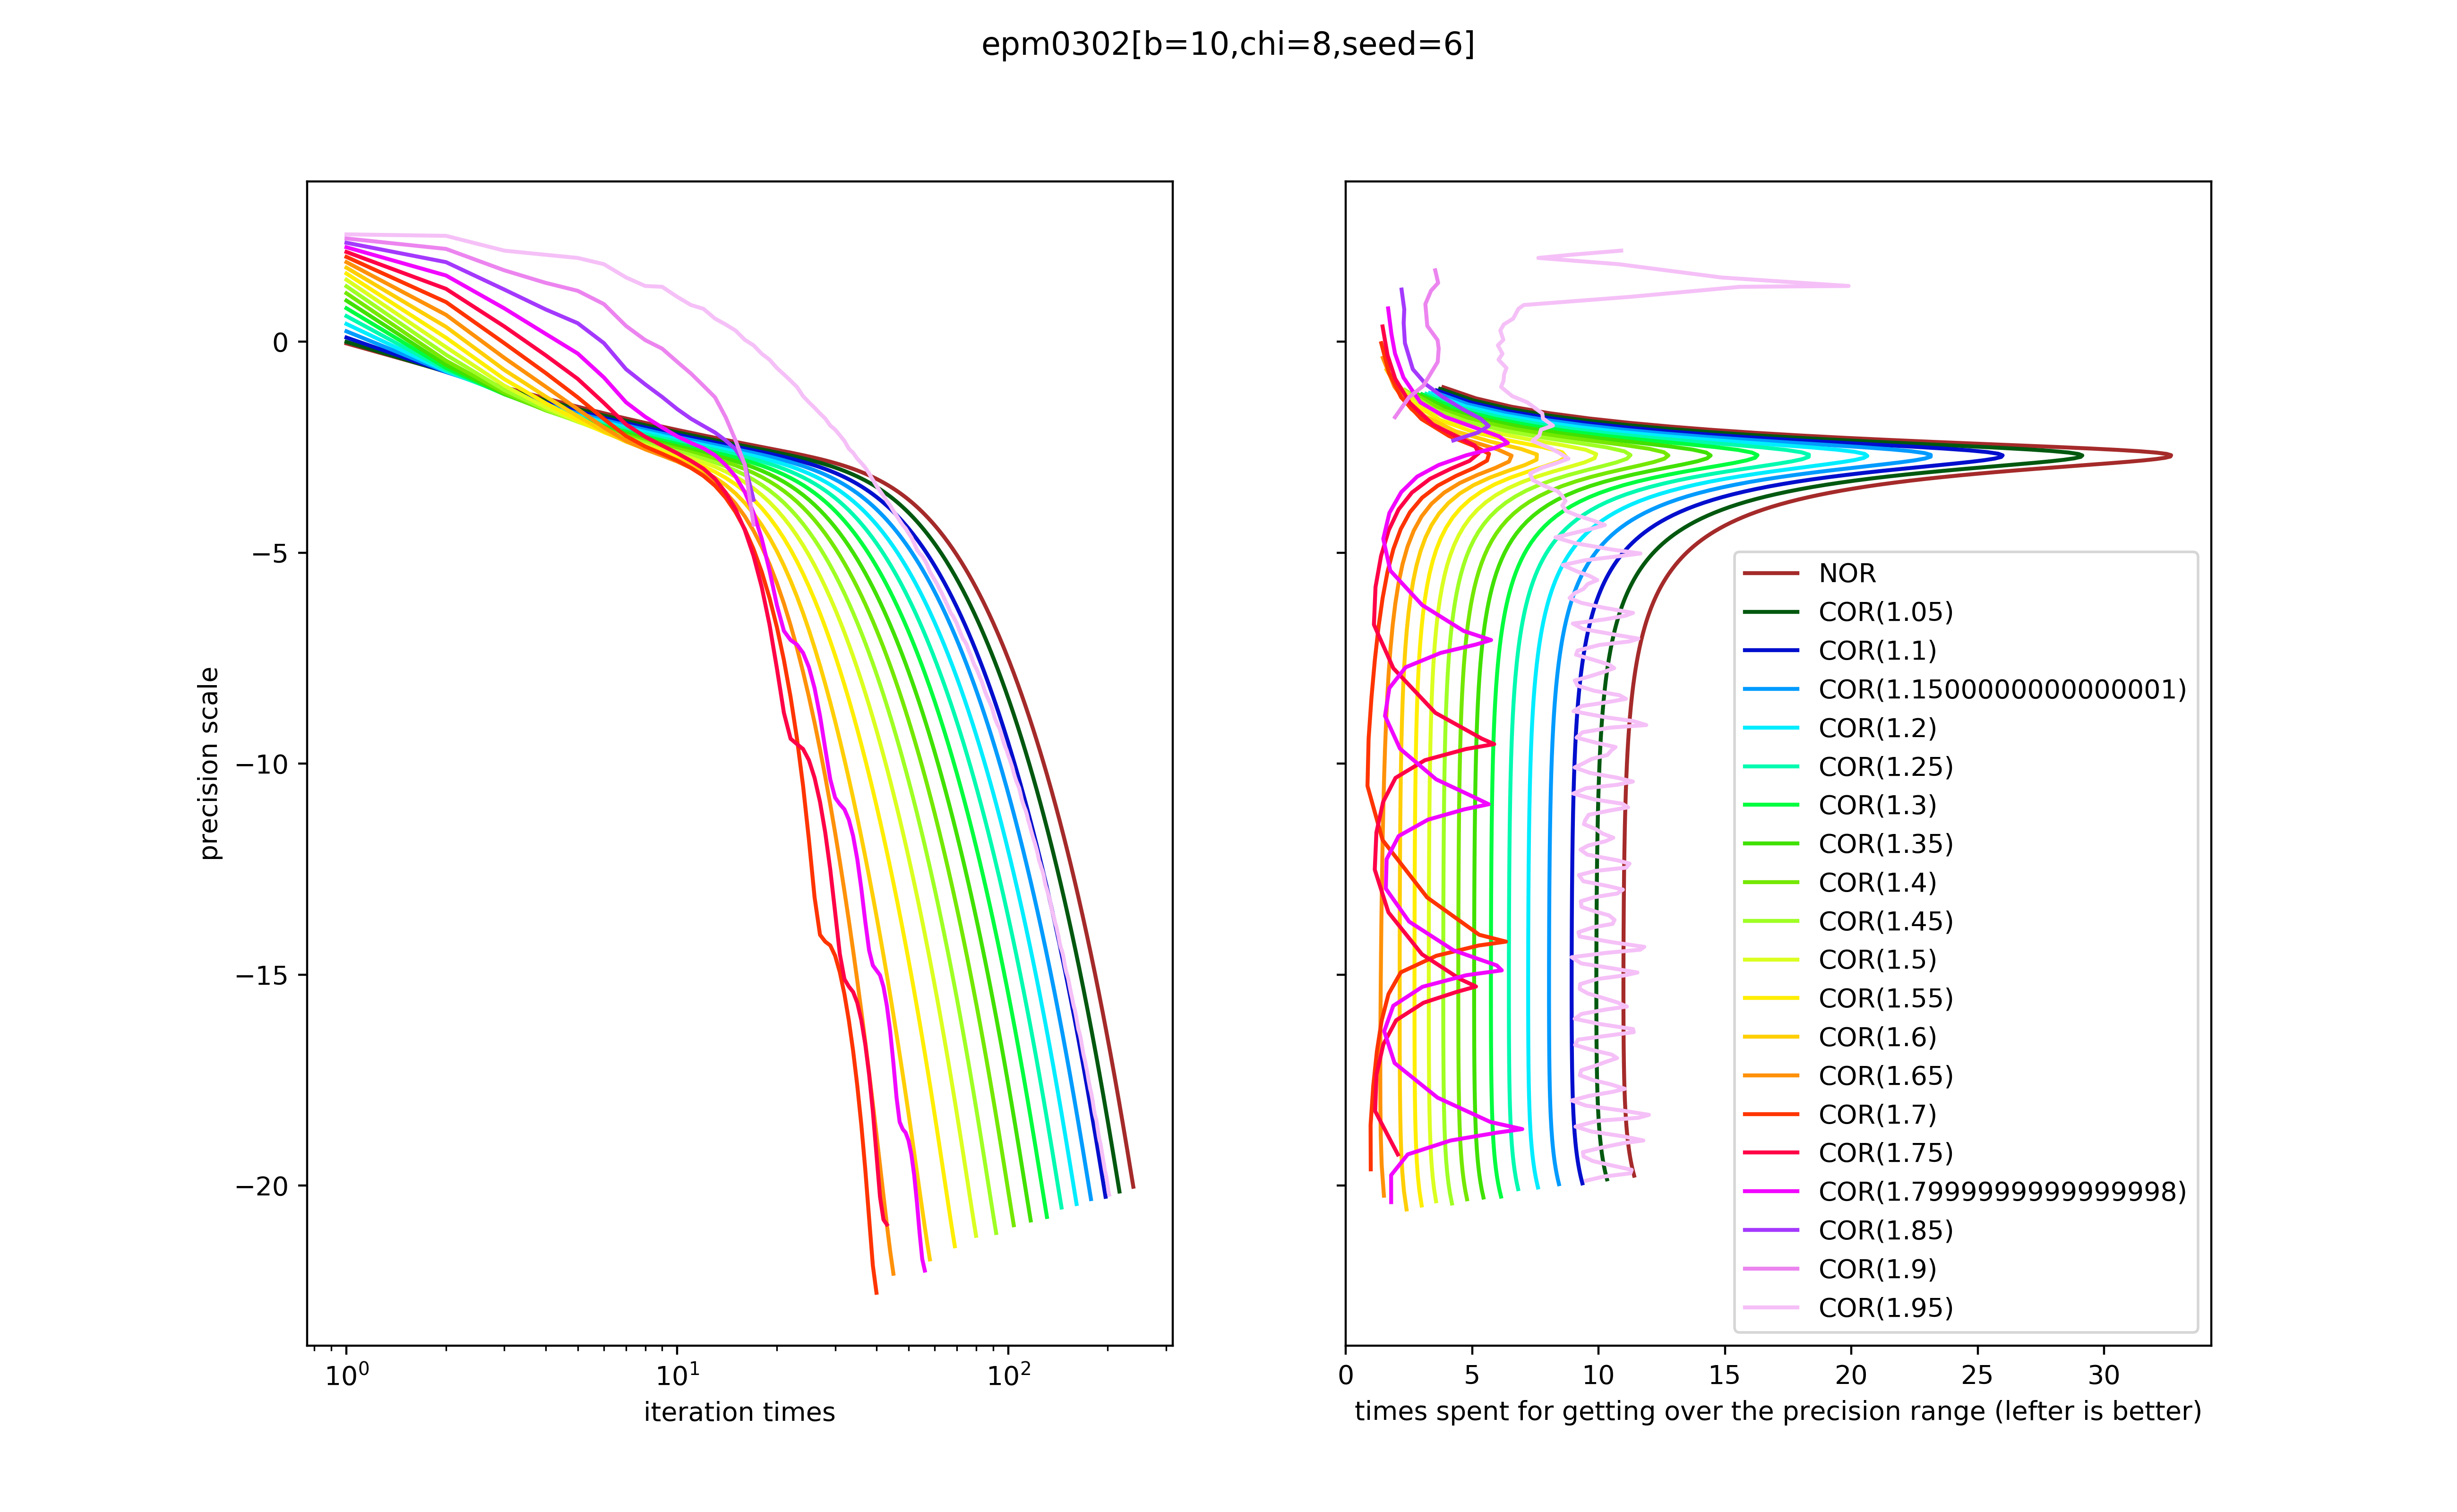 epm0302[b=10,chi=8,seed=6]
precision scale
0
−5
−10
−15
−20
10⁰
10¹
10²
iteration times
0
5
10
15
20
25
30
times spent for getting over the precision range (lefter is better)
NOR
COR(1.05)
COR(1.1)
COR(1.1500000000000001)
COR(1.2)
COR(1.25)
COR(1.3)
COR(1.35)
COR(1.4)
COR(1.45)
COR(1.5)
COR(1.55)
COR(1.6)
COR(1.65)
COR(1.7)
COR(1.75)
COR(1.7999999999999998)
COR(1.85)
COR(1.9)
COR(1.95)